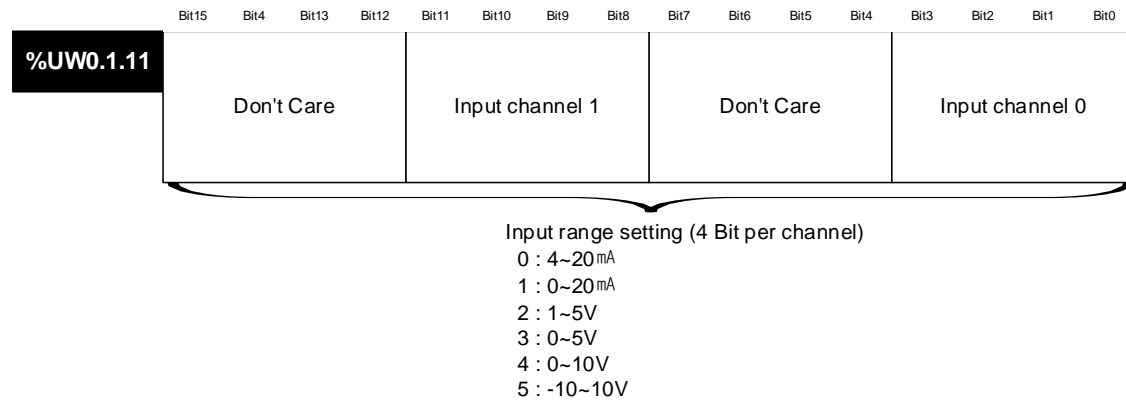 Bit15 Bit4 Bit13 Bit12 Bit11 Bit10 Bit9 Bit8 Bit7 Bit6 Bit5 Bit4 Bit3 Bit2 Bit1 Bit0
%UW0.1.11
Don't Care Input channel 1 Don't Care Input channel 0
Input range setting (4 Bit per channel)
0 : 4~20㎃
1 : 0~20㎃
2 : 1~5V
3 : 0~5V
4 : 0~10V
5 : -10~10V